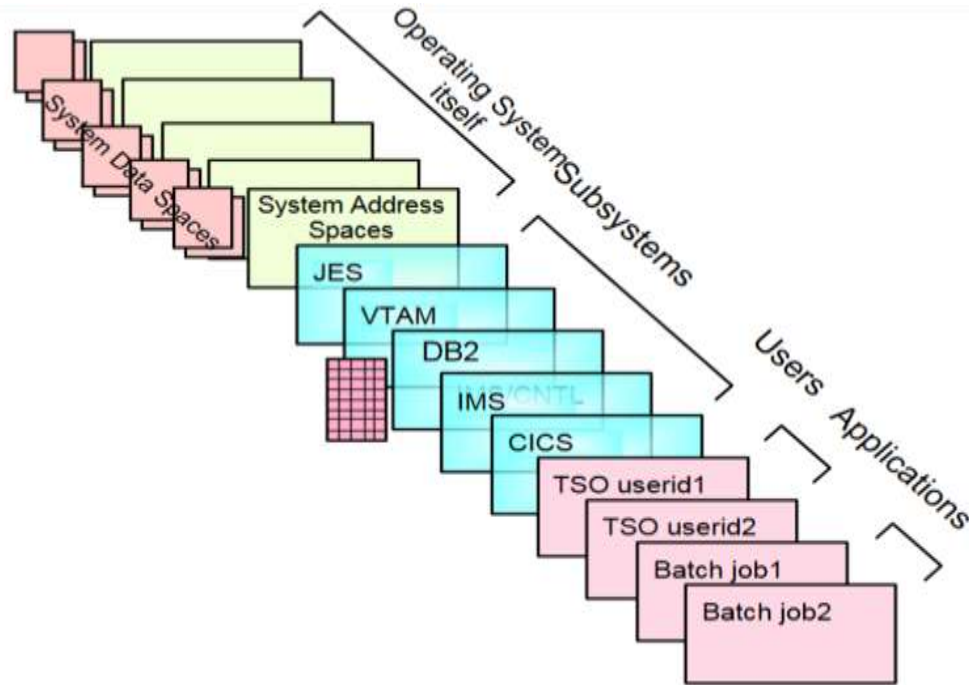 Operating System
itself
System Data Spaces
System Address
Spaces
Subsystems
JES
VTAM
DB2
IMS/CNTL
IMS
CICS
Users
Applications
TSO userid1
TSO userid2
Batch job1
Batch job2